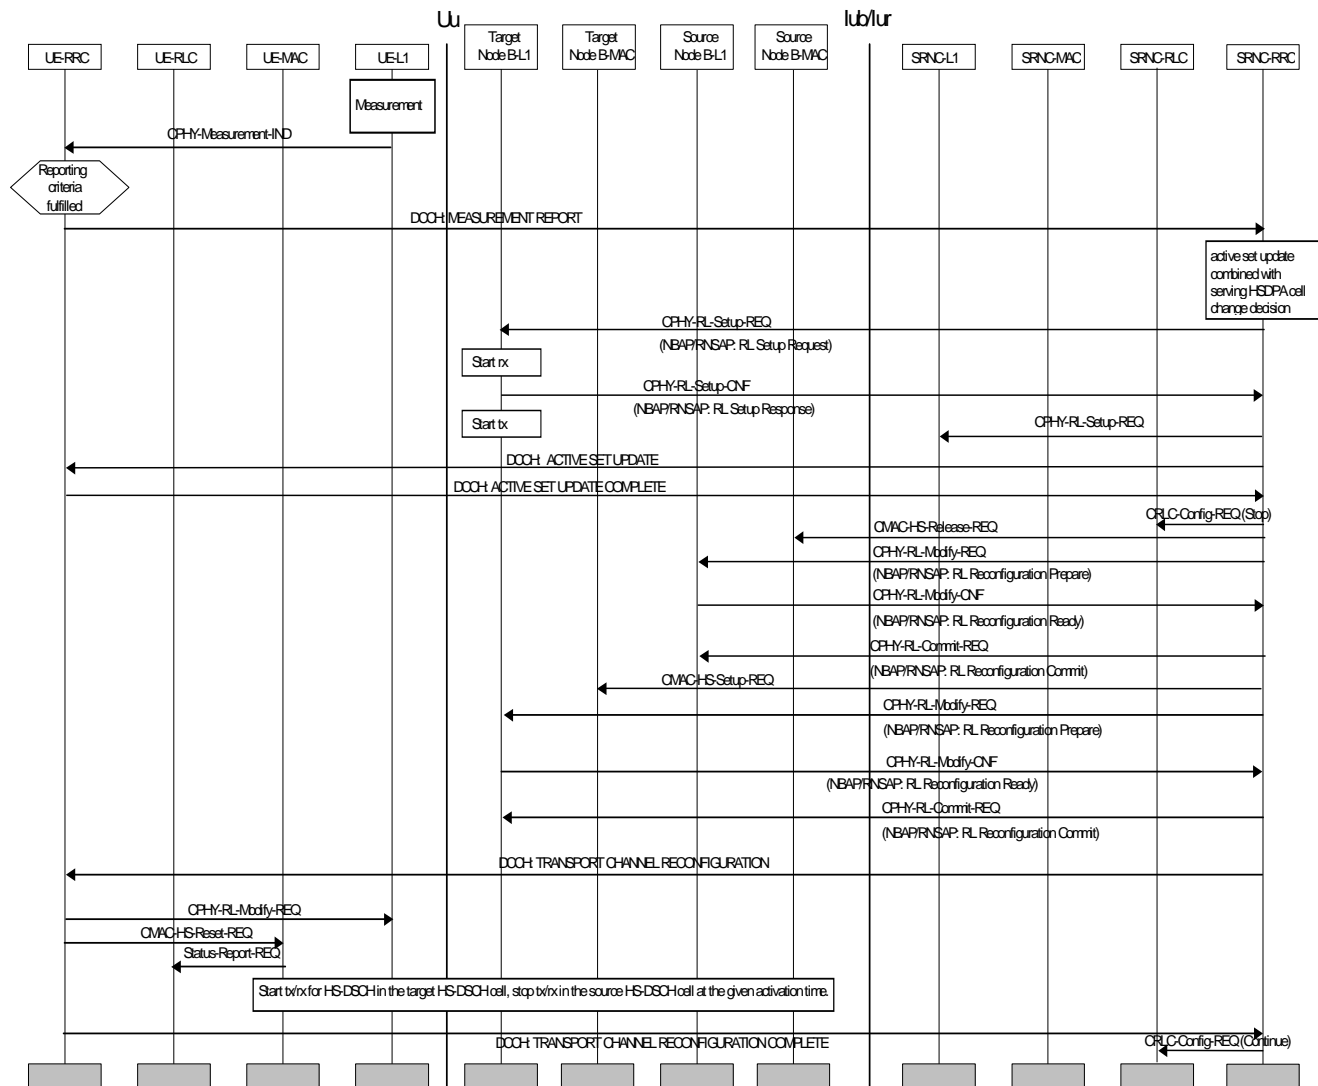 Uu
Iub/Iur
UE-RRC
UE-RLC
UE-MAC
UE-L1
Target
Node B-L1
Target
Node B-MAC
Source
Node B-L1
Source
Node B-MAC
SRNC-L1
SRNC-MAC
SRNC-RLC
SRNC-RRC
Measurement
CPHY-Measurement-IND
Reporting
criteria
fulfilled
DCCH: MEASUREMENT REPORT
active set update
combined with
serving HSDPA cell
change decision
CPHY-RL-Setup-REQ
(NBAP/RNSAP: RL Setup Request)
Start rx
CPHY-RL-Setup-CNF
(NBAP/RNSAP: RL Setup Response)
Start tx
CPHY-RL-Setup-REQ
DCCH: ACTIVE SET UPDATE
DCCH: ACTIVE SET UPDATE COMPLETE
CRLC-Config-REQ (Stop)
CMAC-HS-Release-REQ
CPHY-RL-Modify-REQ
(NBAP/RNSAP: RL Reconfiguration Prepare)
CPHY-RL-Modify-CNF
(NBAP/RNSAP: RL Reconfiguration Ready)
CPHY-RL-Commit-REQ
(NBAP/RNSAP: RL Reconfiguration Commit)
CMAC-HS-Setup-REQ
CPHY-RL-Modify-REQ
(NBAP/RNSAP: RL Reconfiguration Prepare)
CPHY-RL-Modify-CNF
(NBAP/RNSAP: RL Reconfiguration Ready)
CPHY-RL-Commit-REQ
(NBAP/RNSAP: RL Reconfiguration Commit)
DCCH: TRANSPORT CHANNEL RECONFIGURATION
CPHY-RL-Modify-REQ
CMAC-HS-Reset-REQ
Status-Report-REQ
Start tx/rx for HS-DSCH in the target HS-DSCH cell, stop tx/rx in the source HS-DSCH cell at the given activation time.
DCCH: TRANSPORT CHANNEL RECONFIGURATION COMPLETE
CRLC-Config-REQ (Continue)